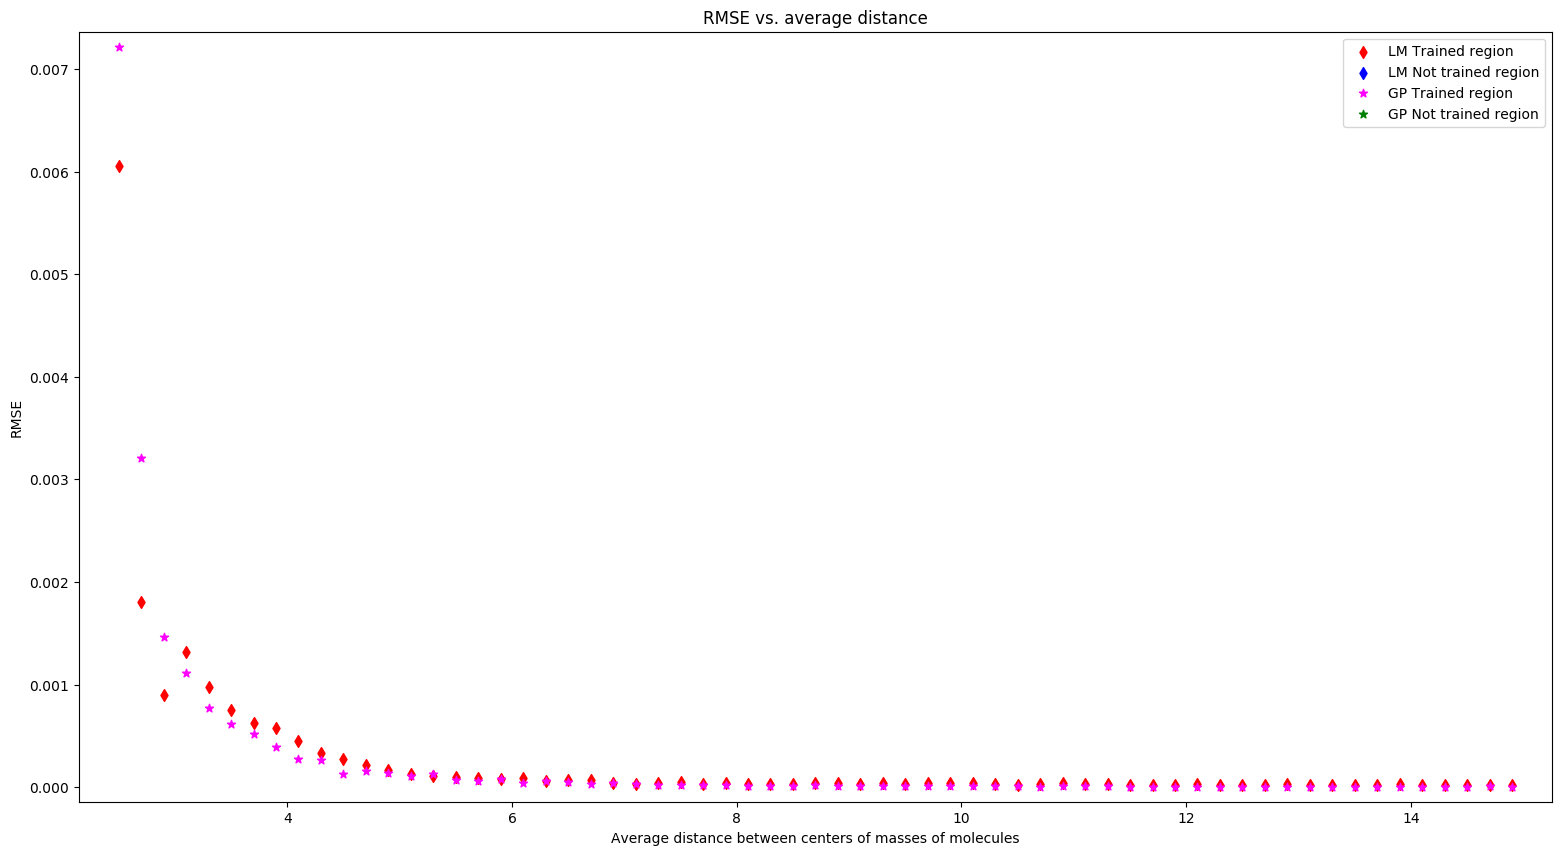 RMSE vs. average distance
LM Trained region
LM Not trained region
GP Trained region
GP Not trained region
0.007
0.006
0.005
0.004
0.003
0.002
0.001
0.000
RMSE
4 6 8 10 12 14
Average distance between centers of masses of molecules